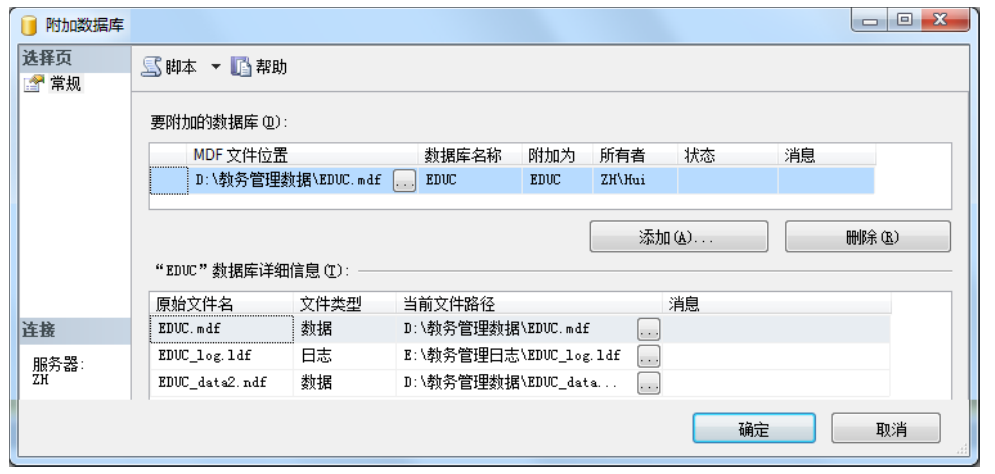 附加数据库
选择页
常规
脚本 帮助
要附加的数据库(D):
MDF 文件位置 数据库名称 附加为 所有者 状态 消息
D:\教务管理数据\EDUC.mdf ... EDUC EDUC ZH\Hui
添加(A)... 删除(R)
“EDUC”数据库详细信息(T):
原始文件名 文件类型 当前文件路径 消息
EDUC.mdf 数据 D:\教务管理数据\EDUC.mdf ...
EDUC_log.ldf 日志 E:\教务管理日志\EDUC_log.ldf ...
EDUC_data2.ndf 数据 D:\教务管理数据\EDUC_data... ...
连接
服务器:
ZH
确定 取消